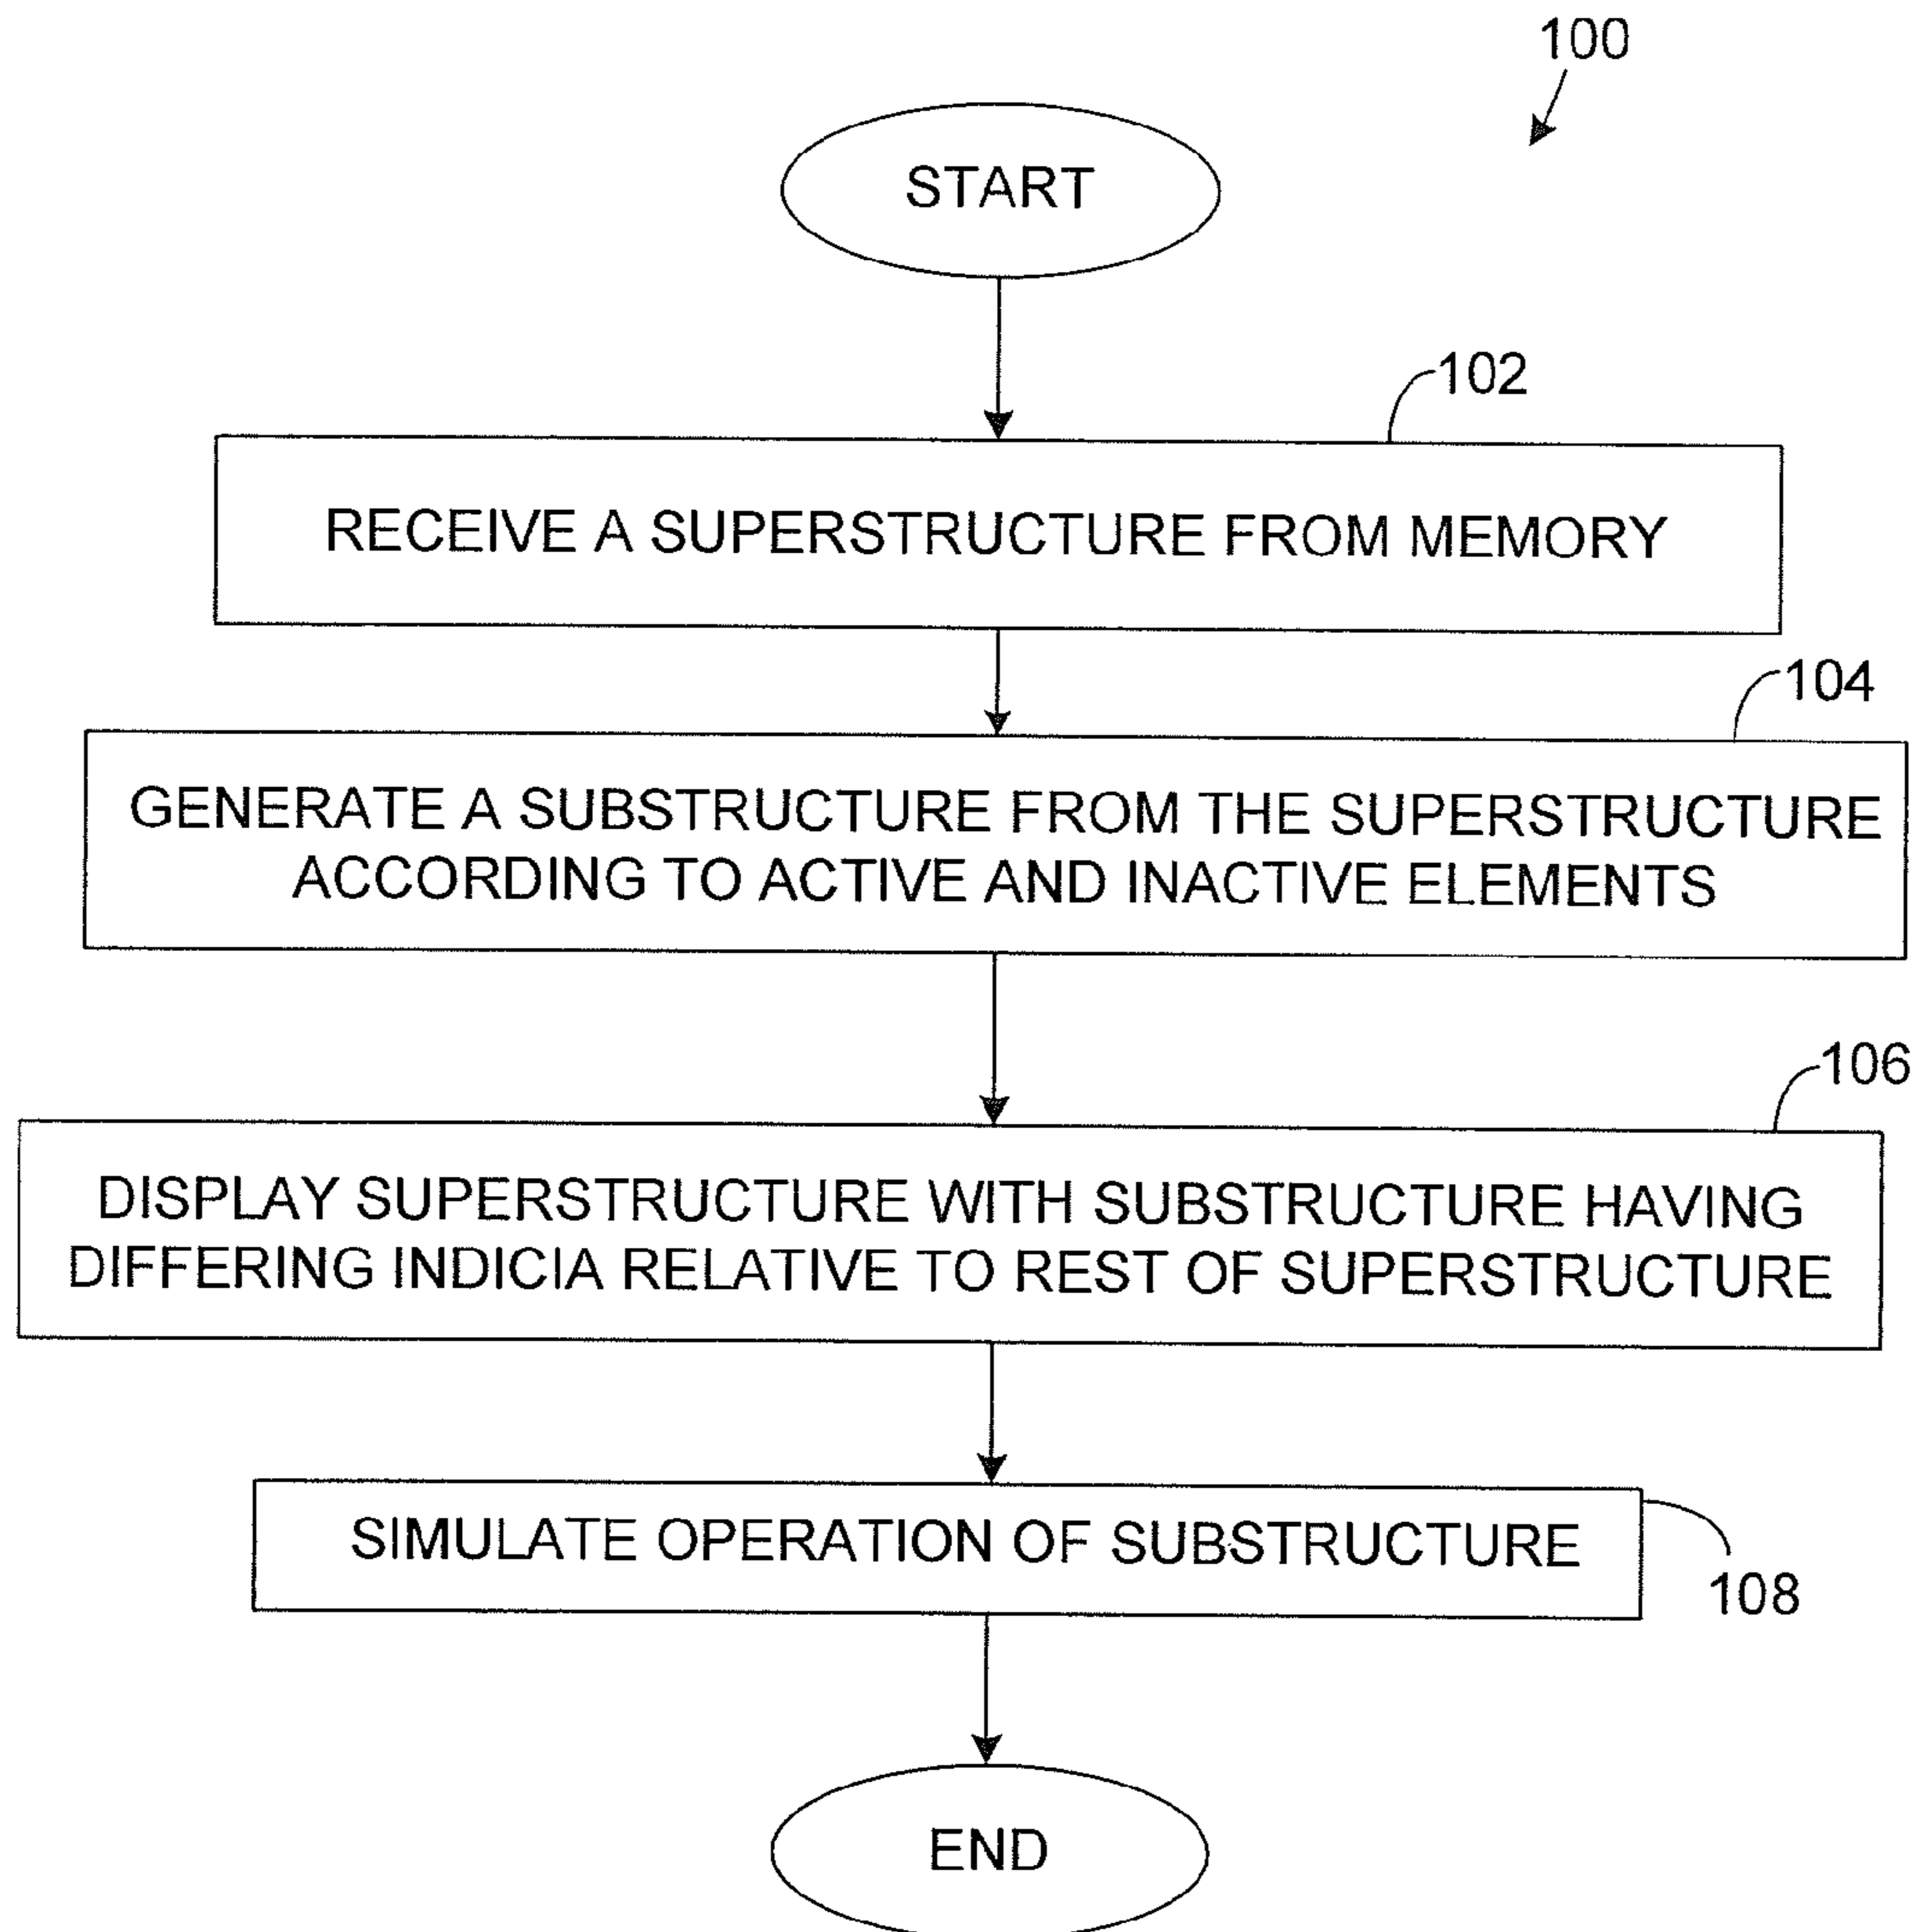 100
START
102
RECEIVE A SUPERSTRUCTURE FROM MEMORY
104
GENERATE A SUBSTRUCTURE FROM THE SUPERSTRUCTURE
ACCORDING TO ACTIVE AND INACTIVE ELEMENTS
106
DISPLAY SUPERSTRUCTURE WITH SUBSTRUCTURE HAVING
DIFFERING INDICIA RELATIVE TO REST OF SUPERSTRUCTURE
SIMULATE OPERATION OF SUBSTRUCTURE
108
END